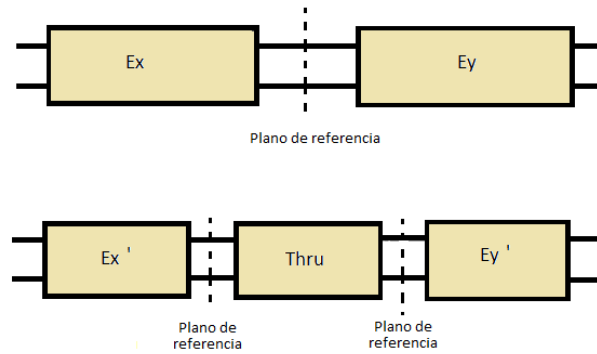 Ex
Ey
Plano de referencia
Ex '
Thru
Ey '
Plano de
referencia
Plano de
referencia